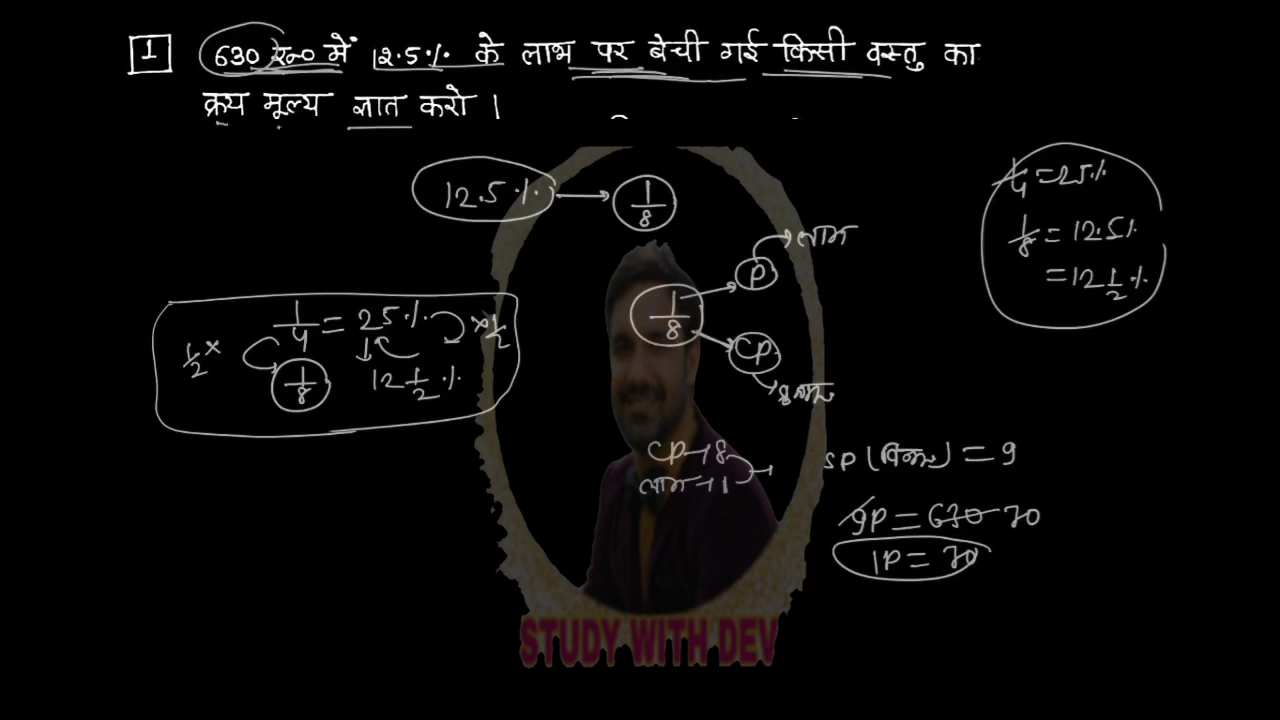 1 630 रु० में 12.5% के लाभ पर बेची गई किसी वस्तु का
क्रय मूल्य ज्ञात करो ।
12.5% → 1/8
1/4 = 25%
1/8 = 12.5%
= 12 1/2 %
P → लाभ
1/8
CP
1/4 = 25% × 1/2
1/2 ×
1/8 12 1/2 %
CP → 8
लाभ → 1
SP (विक्रय) = 9
9P = 630 70
1P = 70
STUDY WITH DEV